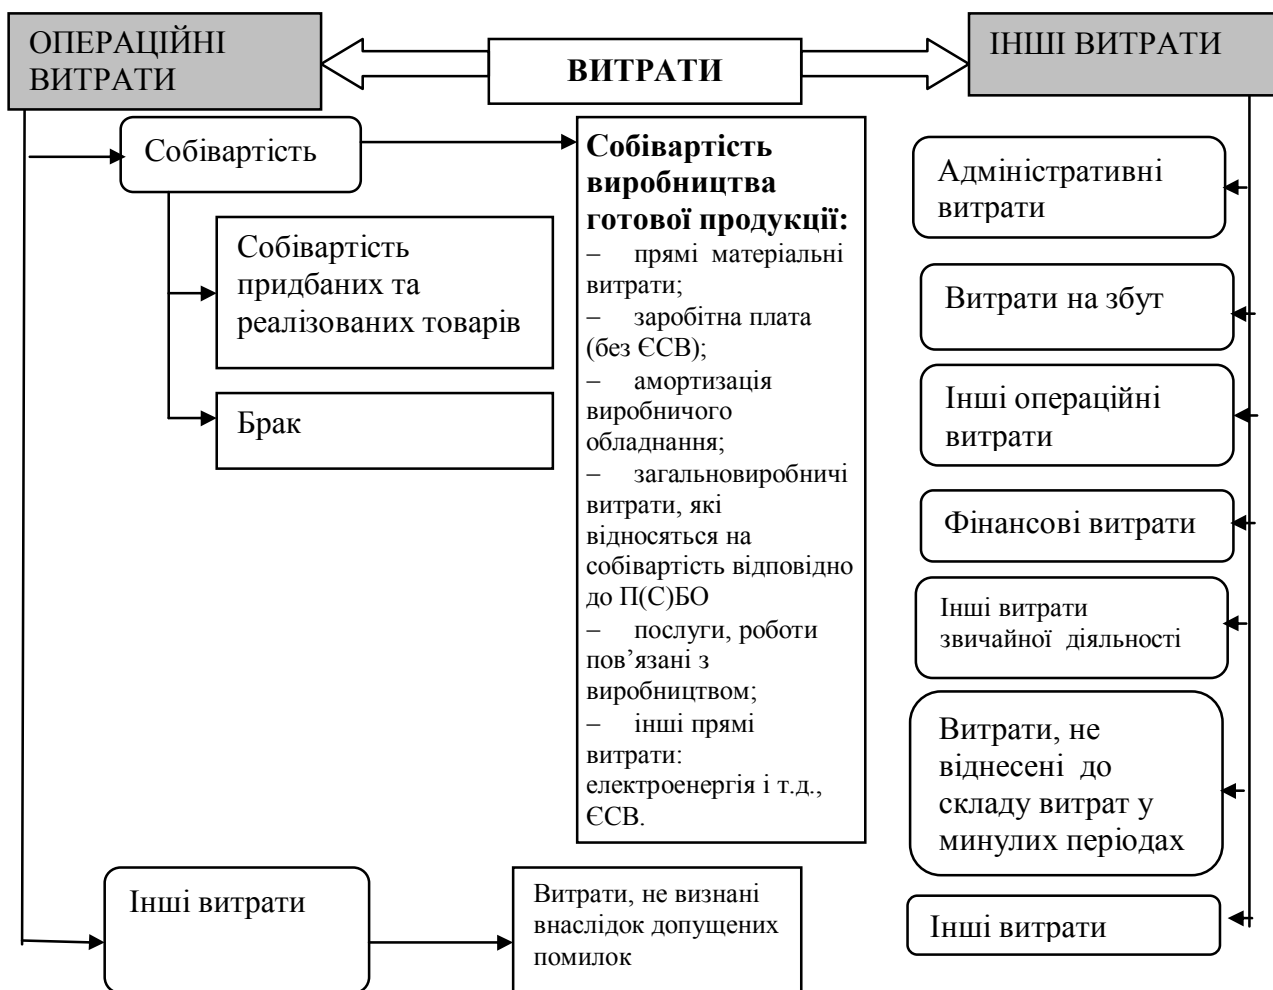 ОПЕРАЦІЙНІ
ВИТРАТИ
ВИТРАТИ
ІНШІ ВИТРАТИ
Собівартість
Собівартість
придбаних та
реалізованих товарів
Брак
Собівартість
виробництва
готової продукції:
– прямі матеріальні
витрати;
– заробітна плата
(без ЄСВ);
– амортизація
виробничого
обладнання;
– загальновиробничі
витрати, які
відносяться на
собівартість відповідно
до П(С)БО
– послуги, роботи
пов’язані з
виробництвом;
– інші прямі
витрати:
електроенергія і т.д.,
ЄСВ.
Адміністративні
витрати
Витрати на збут
Інші операційні
витрати
Фінансові витрати
Інші витрати
звичайної діяльності
Витрати, не
віднесені до
складу витрат у
минулих періодах
Інші витрати
Інші витрати
Витрати, не визнані
внаслідок допущених
помилок